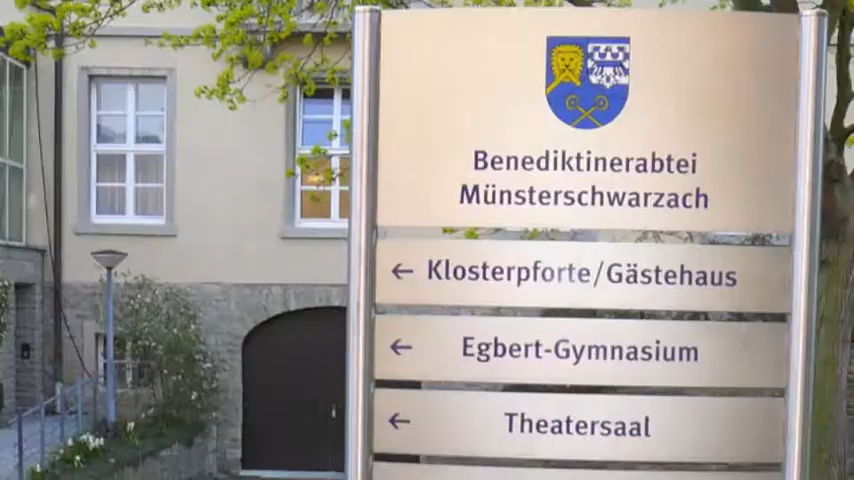 Benediktinerabtei
Münsterschwarzach
← Klosterpforte/Gästehaus
← Egbert-Gymnasium
← Theatersaal